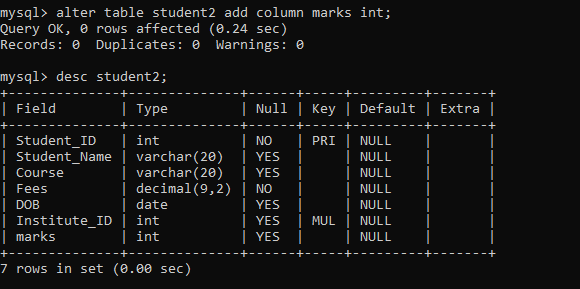 mysql> alter table student2 add column marks int;
Query OK, 0 rows affected (0.24 sec)
Records: 0  Duplicates: 0  Warnings: 0

mysql> desc student2;
+--------------+--------------+------+-----+---------+-------+
| Field        | Type         | Null | Key | Default | Extra |
+--------------+--------------+------+-----+---------+-------+
| Student_ID   | int          | NO   | PRI | NULL    |       |
| Student_Name | varchar(20)  | YES  |     | NULL    |       |
| Course       | varchar(20)  | YES  |     | NULL    |       |
| Fees         | decimal(9,2) | NO   |     | NULL    |       |
| DOB          | date         | YES  |     | NULL    |       |
| Institute_ID | int          | YES  | MUL | NULL    |       |
| marks        | int          | YES  |     | NULL    |       |
+--------------+--------------+------+-----+---------+-------+
7 rows in set (0.00 sec)